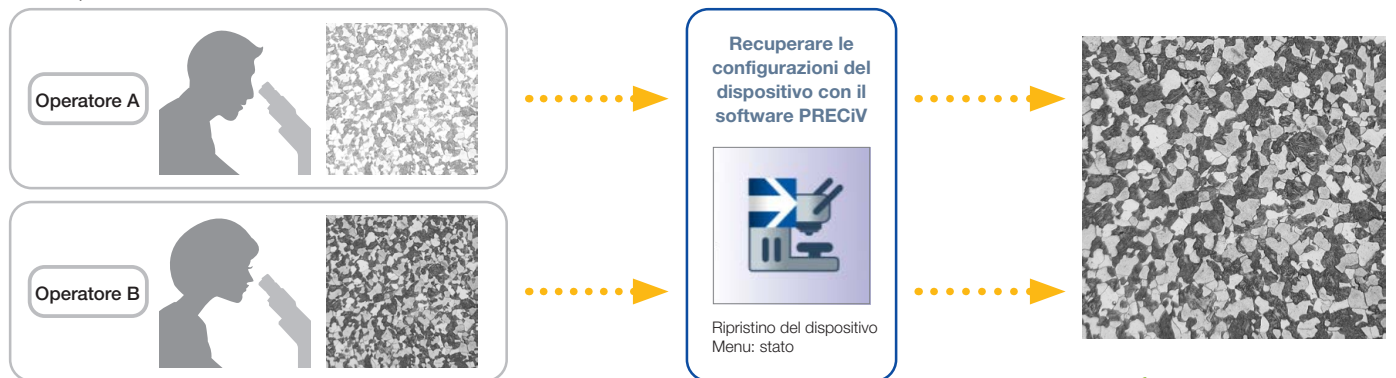 Operatore A
Recuperare le
configurazioni del
dispositivo con il
software PRECiV
Operatore B
Ripristino del dispositivo
Menu: stato